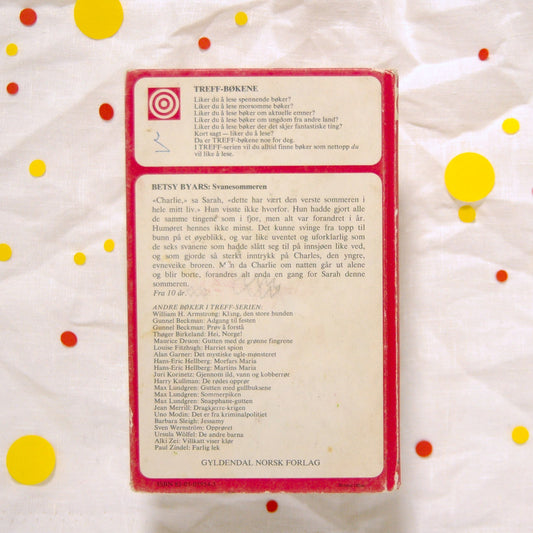 TREFF-BØKENE
Liker du å lese spennende bøker?
Liker du å lese morsomme bøker?
Liker du å lese bøker om aktuelle emner?
Liker du å lese bøker om ungdom fra andre land?
Liker du å lese bøker der det skjer fantastiske ting?
Kort sagt — liker du å lese?
Da er TREFF-bøkene noe for deg.
I TREFF-serien vil du alltid finne bøker som nettopp du
vil like å lese.
BETSY BYARS: Svanesommeren
«Charlie,» sa Sarah, «dette har vært den verste sommeren i
hele mitt liv.» Hun visste ikke hvorfor. Hun hadde gjort alle
de samme tingene som i fjor, men alt var forandret i år.
Humøret hennes ikke minst. Det kunne svinge fra topp til
bunn på et øyeblikk, og var like uventet og uforklarlig som
de seks svanene som hadde slått seg til på innsjøen like ved,
og som gjorde så sterkt inntrykk på Charles, den yngre,
evneveike broren. Men da Charlie om natten går ut alene
og blir borte, forandres alt enda en gang for Sarah denne
sommeren.
Fra 10 år.
ANDRE BØKER I TREFF-SERIEN:
William H. Armstrong: Klang, den store hunden
Gunnel Beckman: Adgang til festen
Gunnel Beckman: Prøv å forstå
Thøger Birkeland: Hei, Norge!
Maurice Druon: Gutten med de grønne fingrene
Louise Fitzhugh: Harriet spion
Alan Garner: Det mystiske ugle-mønsteret
Hans-Eric Hellberg: Morfars Maria
Hans-Eric Hellberg: Martins Maria
Juri Korinetz: Gjennom ild, vann og kobberrør
Harry Kullman: De rødes opprør
Max Lundgren: Gutten med gullbuksene
Max Lundgren: Sommerpiken
Max Lundgren: Snapphane-gutten
Jean Merrill: Dragkjerre-krigen
Uno Modin: Det er fra kriminalpolitiet
Barbara Sleigh: Jessamy
Sven Wernström: Opprøret
Ursula Wölfel: De andre barna
Alki Zei: Villkatt viser klør
Paul Zindel: Farlig lek
GYLDENDAL NORSK FORLAG